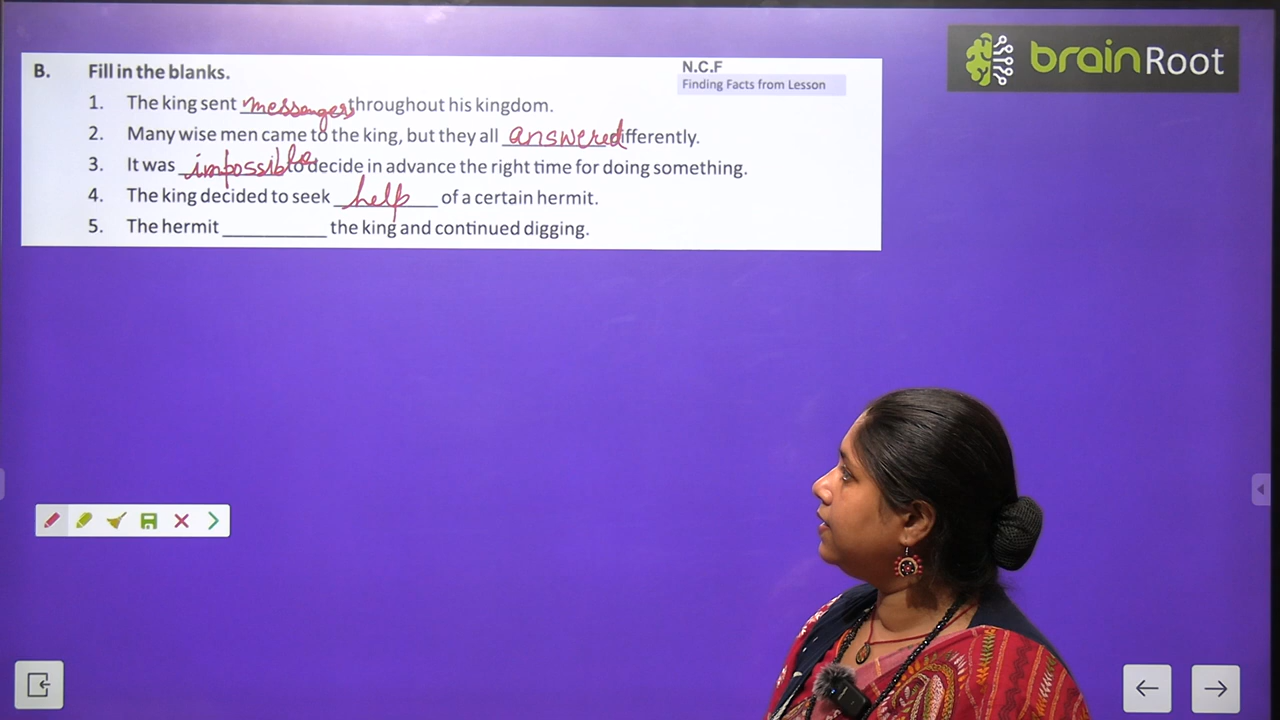 brainRoot
B. Fill in the blanks.
N.C.F
Finding Facts from Lesson
1. The king sent messengers throughout his kingdom.
2. Many wise men came to the king, but they all answered differently.
3. It was impossible to decide in advance the right time for doing something.
4. The king decided to seek help of a certain hermit.
5. The hermit __________ the king and continued digging.